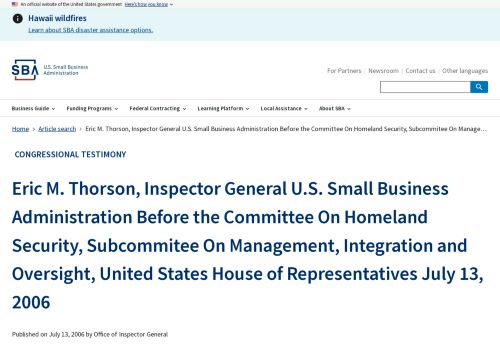 An official website of the United States government Here's how you know
Hawaii wildfires
Learn about SBA disaster assistance options.
SBA U.S. Small Business
Administration
For Partners Newsroom Contact us Other languages
Business Guide Funding Programs Federal Contracting Learning Platform Local Assistance About SBA
Home Article search Eric M. Thorson, Inspector General U.S. Small Business Administration Before the Committee On Homeland Security, Subcommitee On Manage...
CONGRESSIONAL TESTIMONY
Eric M. Thorson, Inspector General U.S. Small Business
Administration Before the Committee On Homeland
Security, Subcommitee On Management, Integration and
Oversight, United States House of Representatives July 13,
2006
Published on July 13, 2006 by Office of Inspector General